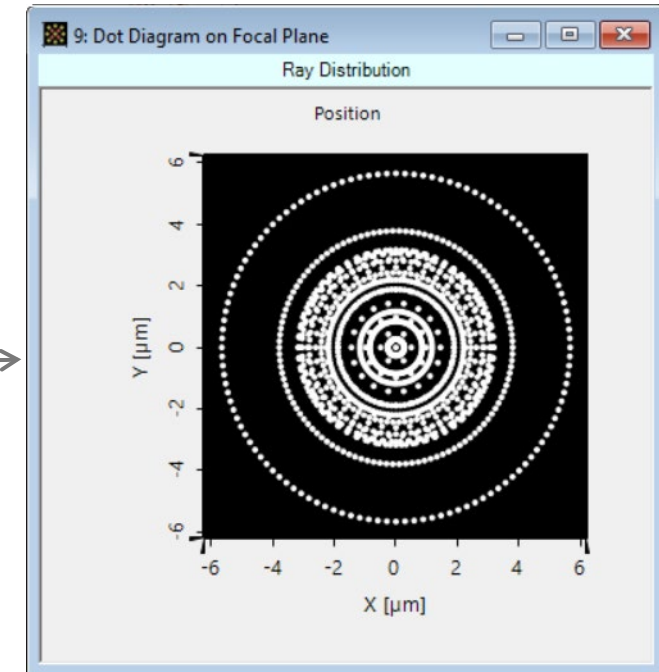 9: Dot Diagram on Focal Plane
Ray Distribution
Position
6
4
2
0
-2
-4
-6
Y [µm]
-6 -4 -2 0 2 4 6
X [µm]